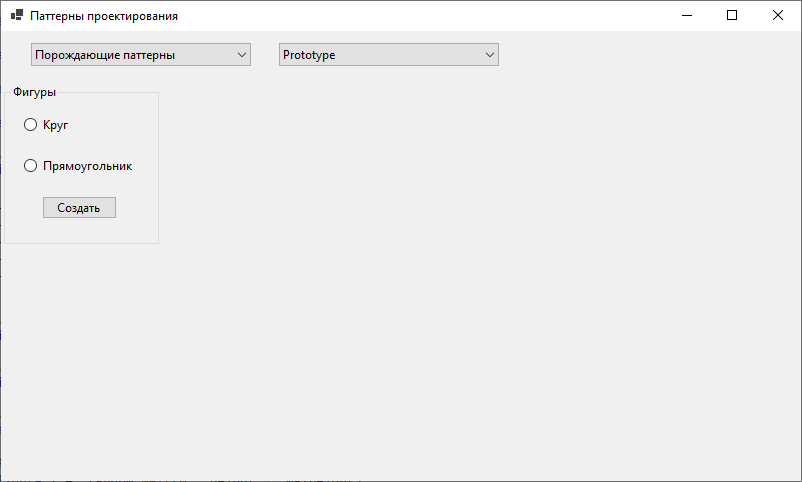 Паттерны проектирования
Порождающие паттерны
Prototype
Фигуры
Круг
Прямоугольник
Создать